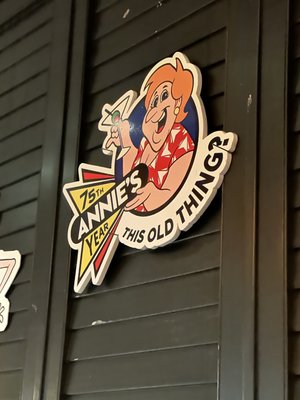 75TH
ANNIE'S
YEAR
THIS OLD THING?!